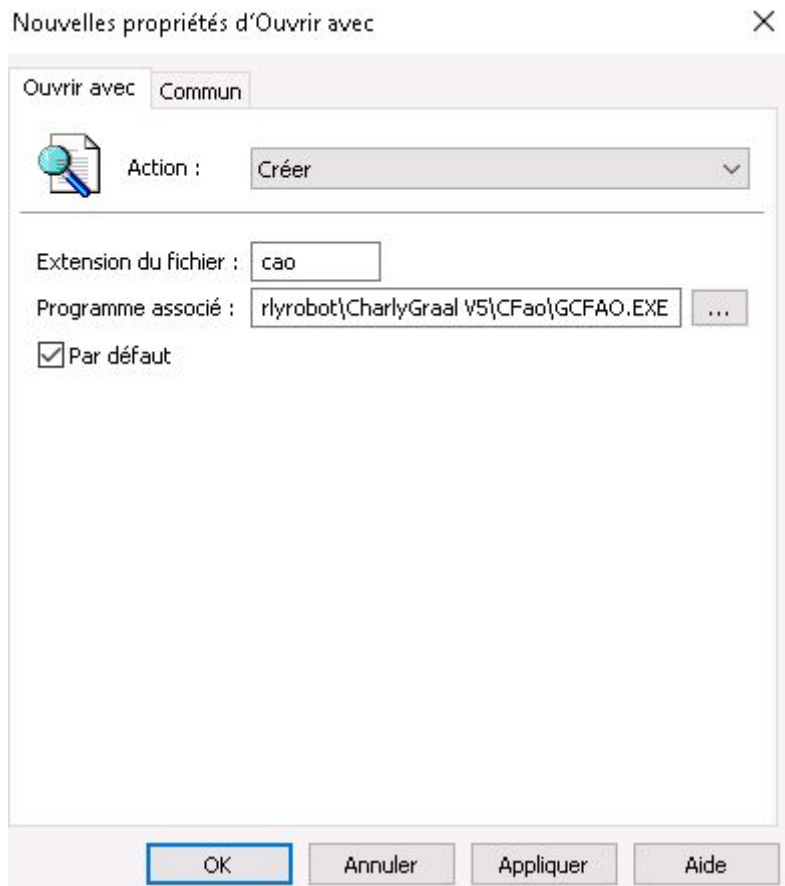 Nouvelles propriétés d'Ouvrir avec
Ouvrir avec Commun
Action : Créer
Extension du fichier : cao
Programme associé : rlyrobot\CharlyGraal V5\CFao\GCFAO.EXE ...
Par défaut
OK Annuler Appliquer Aide